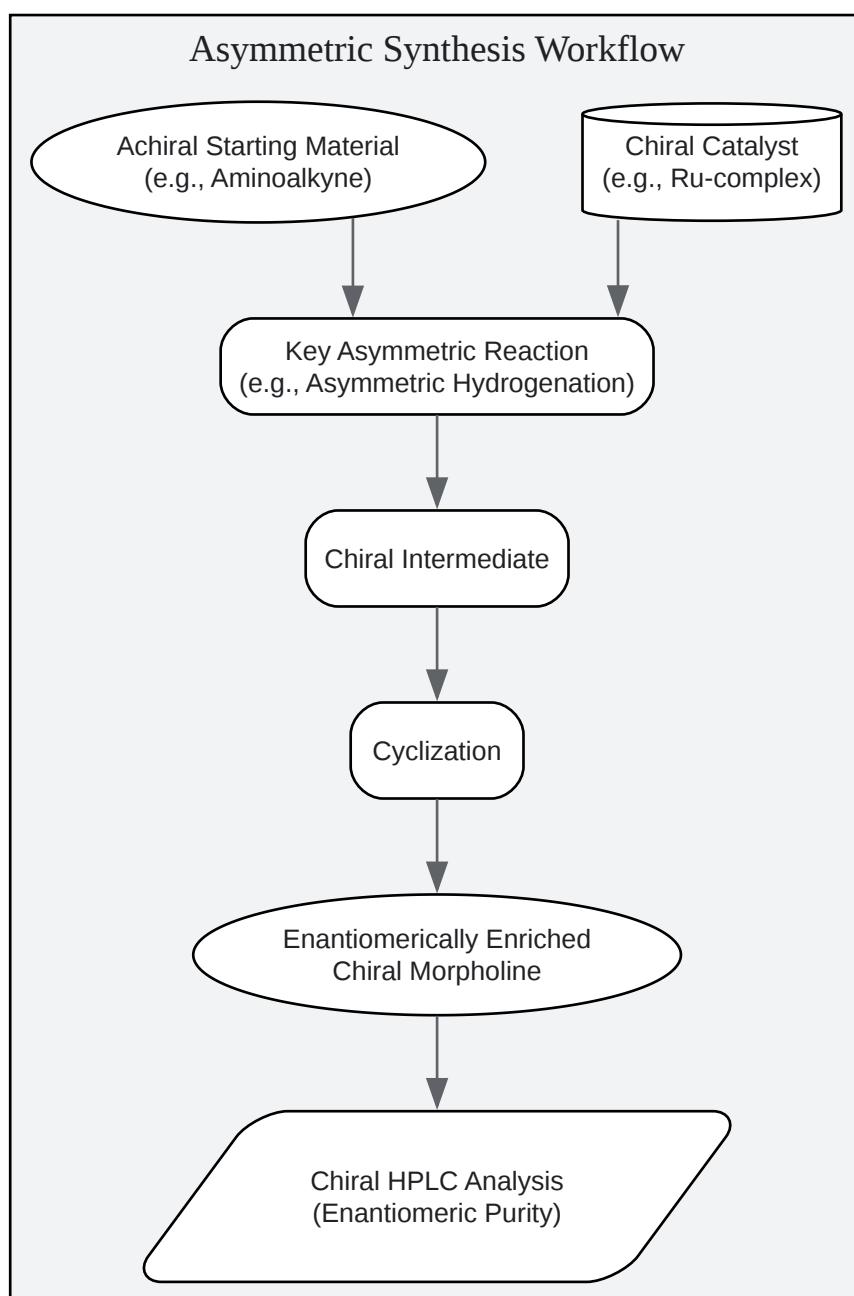 Asymmetric Synthesis Workflow
Achiral Starting Material
(e.g., Aminoalkyne)
Chiral Catalyst
(e.g., Ru-complex)
Key Asymmetric Reaction
(e.g., Asymmetric Hydrogenation)
Chiral Intermediate
Cyclization
Enantiomerically Enriched
Chiral Morpholine
Chiral HPLC Analysis
(Enantiomeric Purity)